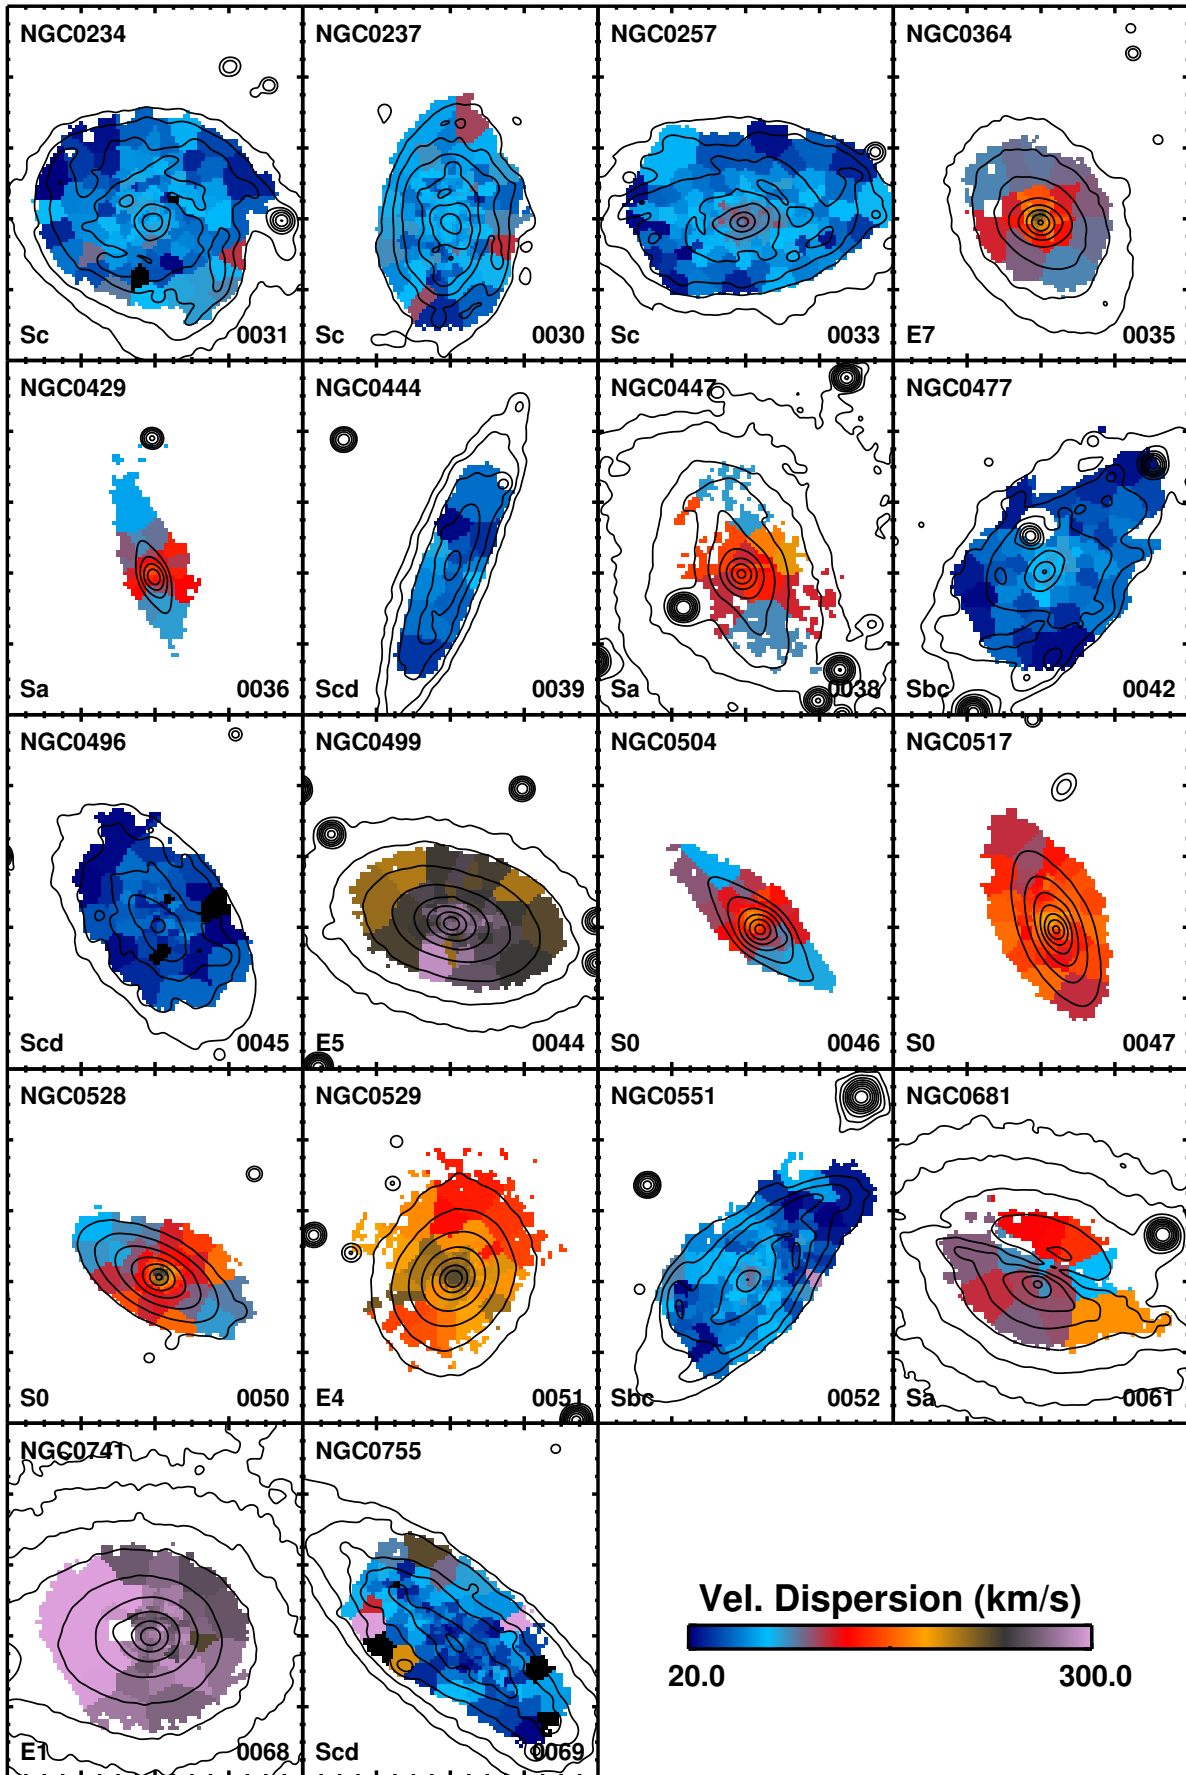 NGC0234
Sc 0031
NGC0237
Sc 0030
NGC0257
Sc 0033
NGC0364
E7 0035
NGC0429
Sa 0036
NGC0444
Scd 0039
NGC0447
Sa 0038
NGC0477
Sbc 0042
NGC0496
Scd 0045
NGC0499
E5 0044
NGC0504
S0 0046
NGC0517
S0 0047
NGC0528
S0 0050
NGC0529
E4 0051
NGC0551
Sbc 0052
NGC0681
Sa 0061
NGC0741
E1 0068
NGC0755
Scd 0069
Vel. Dispersion (km/s)
20.0 300.0